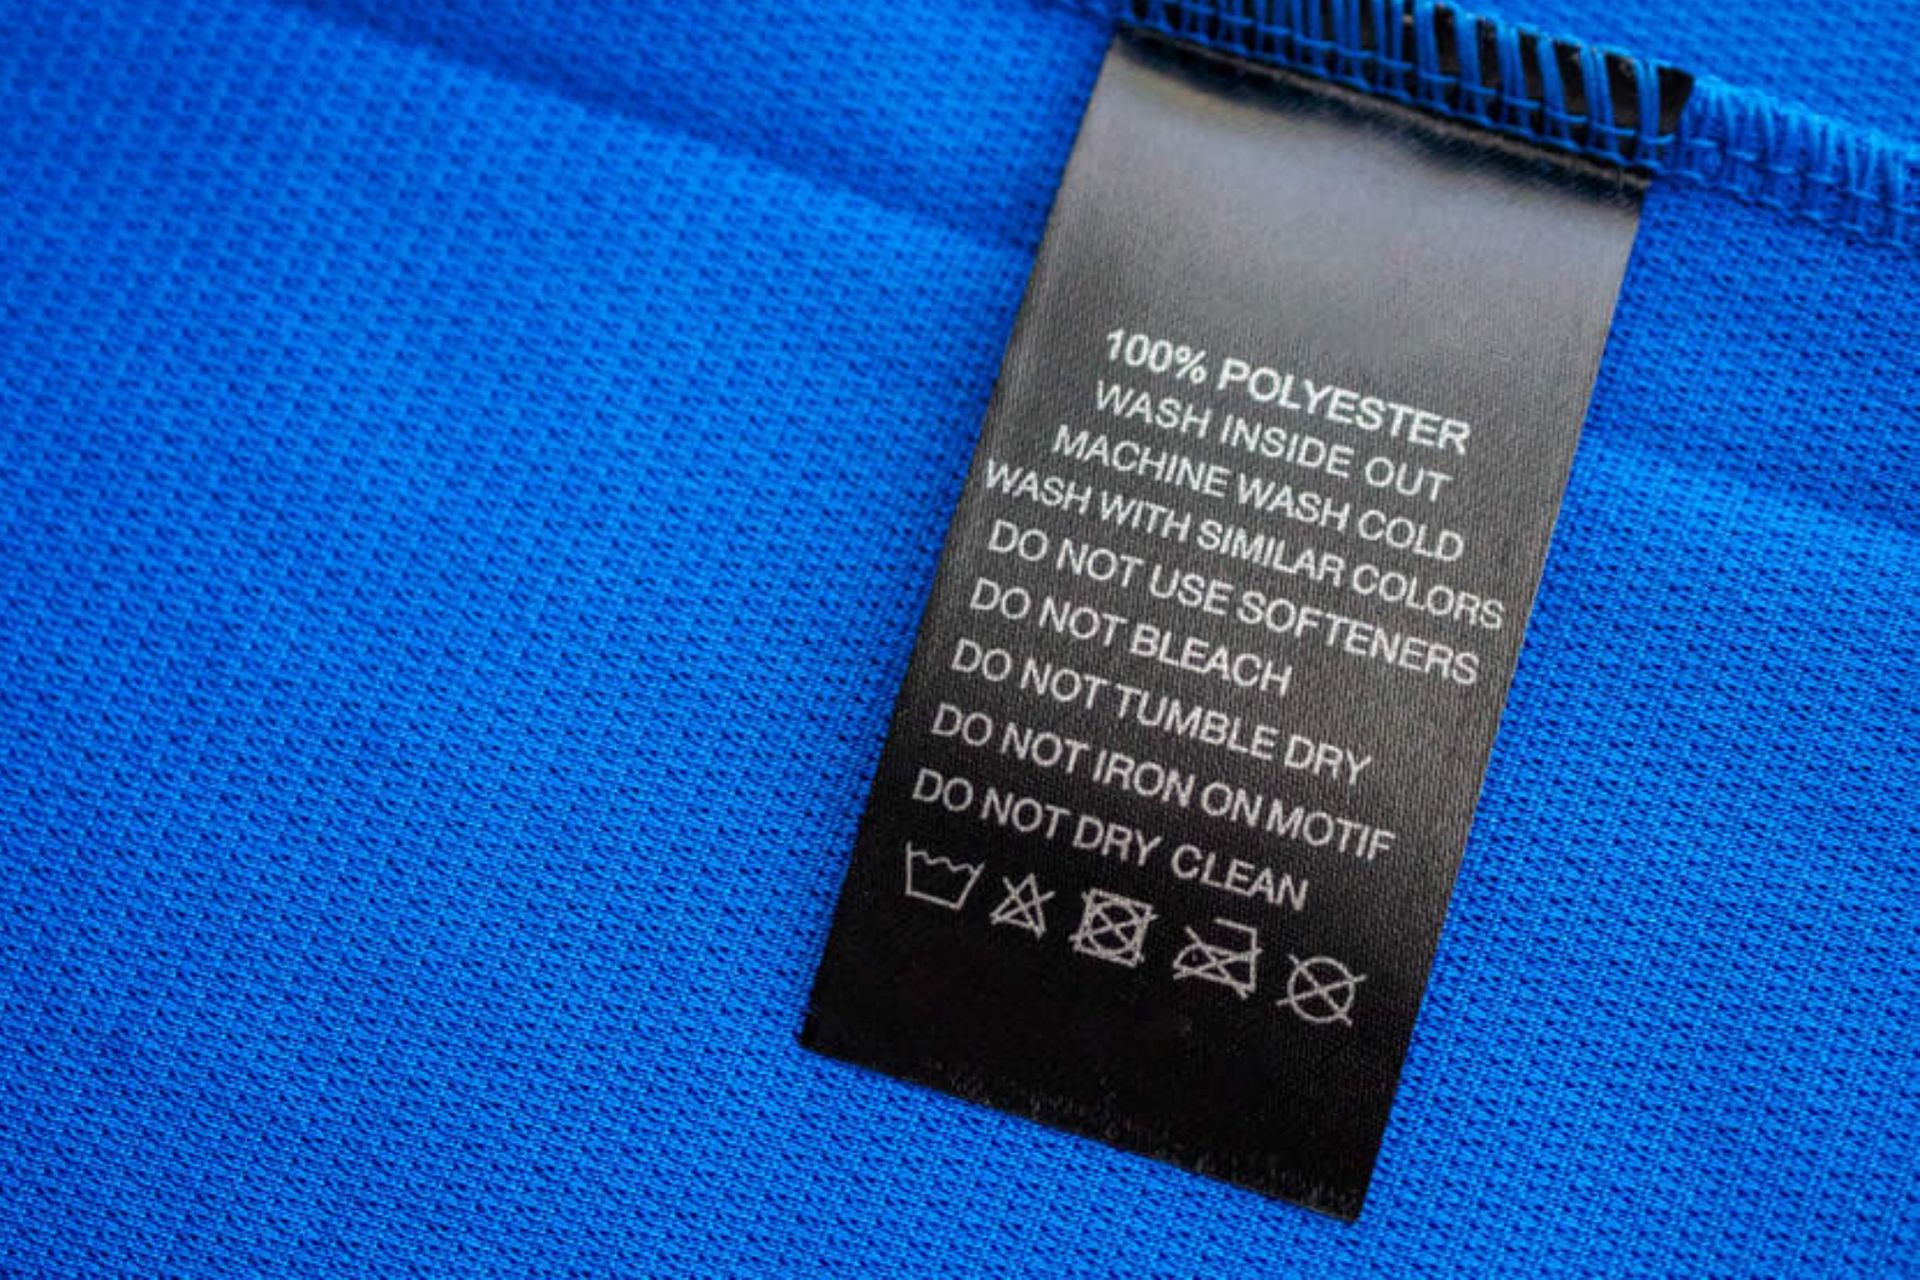 100% POLYESTER
WASH INSIDE OUT
MACHINE WASH COLD
WASH WITH SIMILAR COLORS
DO NOT USE SOFTENERS
DO NOT BLEACH
DO NOT TUMBLE DRY
DO NOT IRON ON MOTIF
DO NOT DRY CLEAN